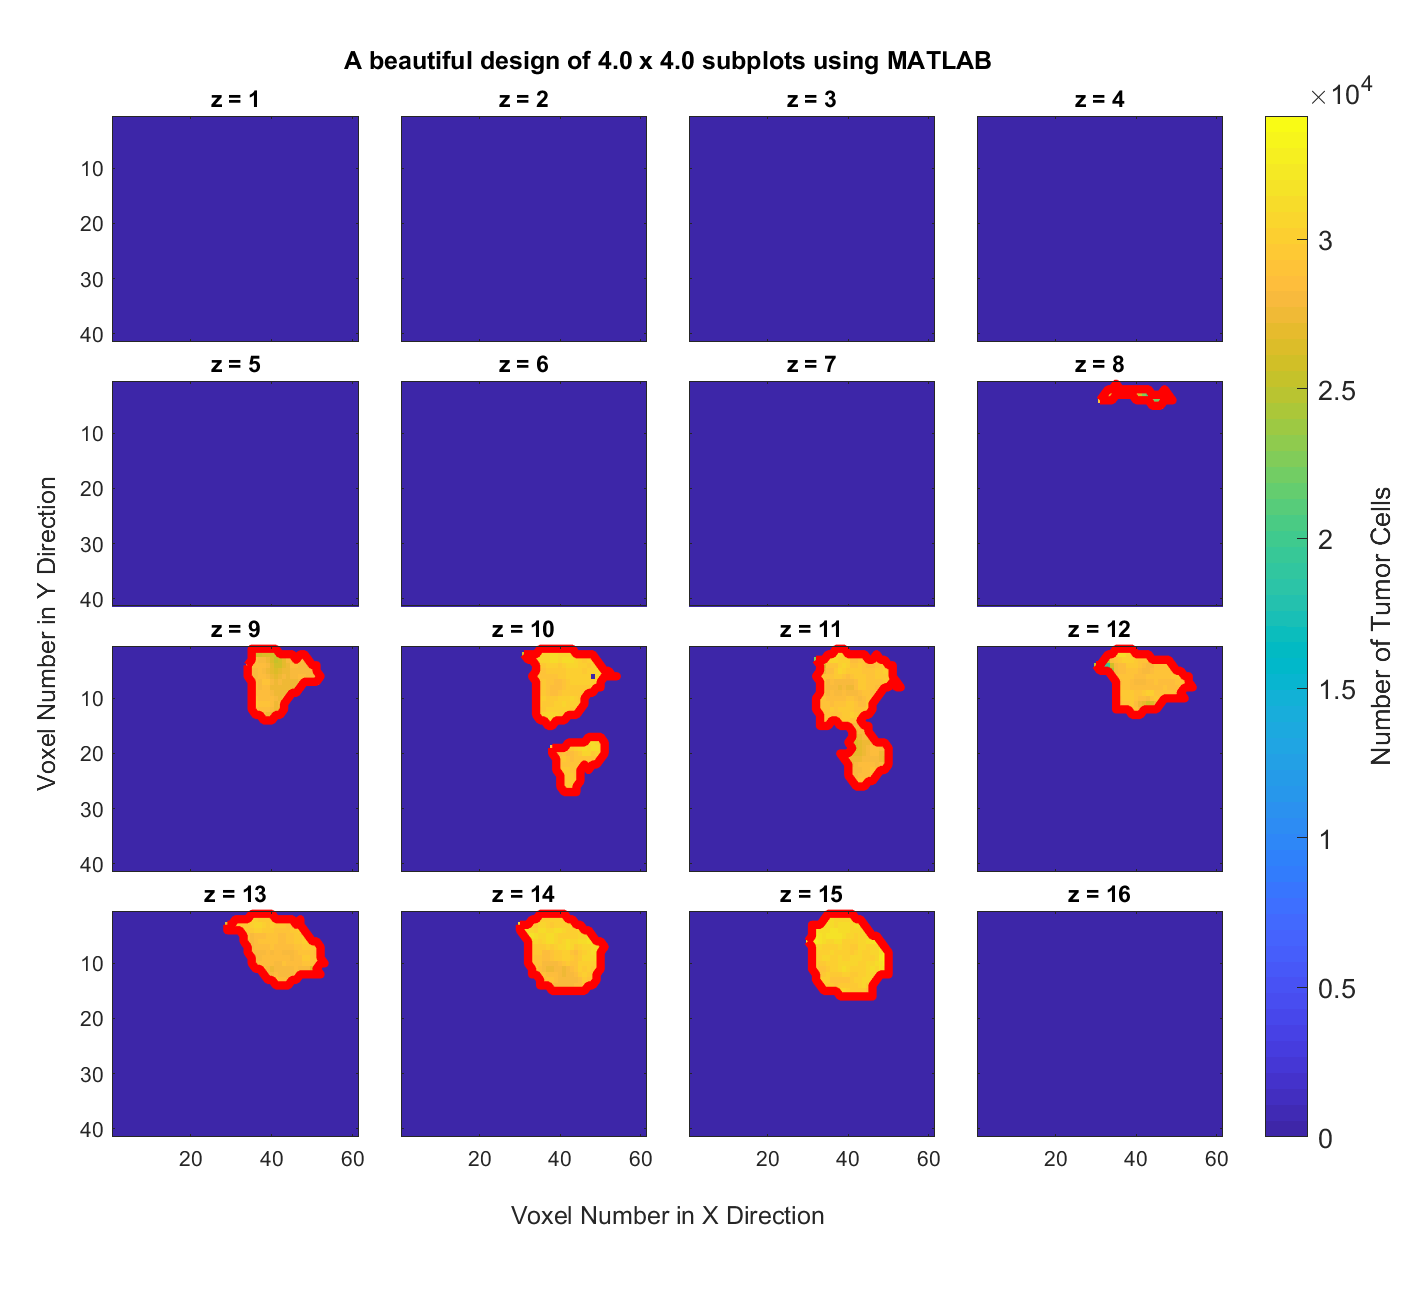 A beautiful design of 4.0 x 4.0 subplots using MATLAB
z = 1
z = 2
z = 3
z = 4
×10⁴
10
20
30
40
z = 5
z = 6
z = 7
z = 8
10
20
30
40
z = 9
z = 10
z = 11
z = 12
10
20
30
40
z = 13
z = 14
z = 15
z = 16
10
20
30
40
20
40
60
20
40
60
20
40
60
20
40
60
Voxel Number in X Direction
Voxel Number in Y Direction
3
2.5
2
1.5
1
0.5
0
Number of Tumor Cells